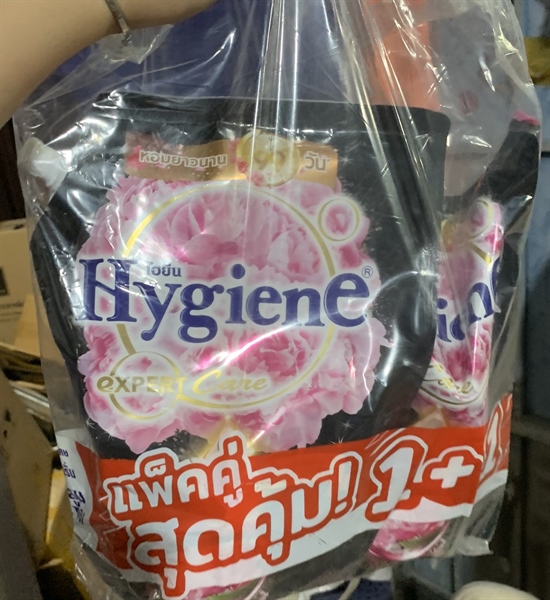 หอมยาวนาน 90 วัน
ไฮยีน
Hygiene®
expert Care
แพ็คคู่
สุดคุ้ม! 1+1